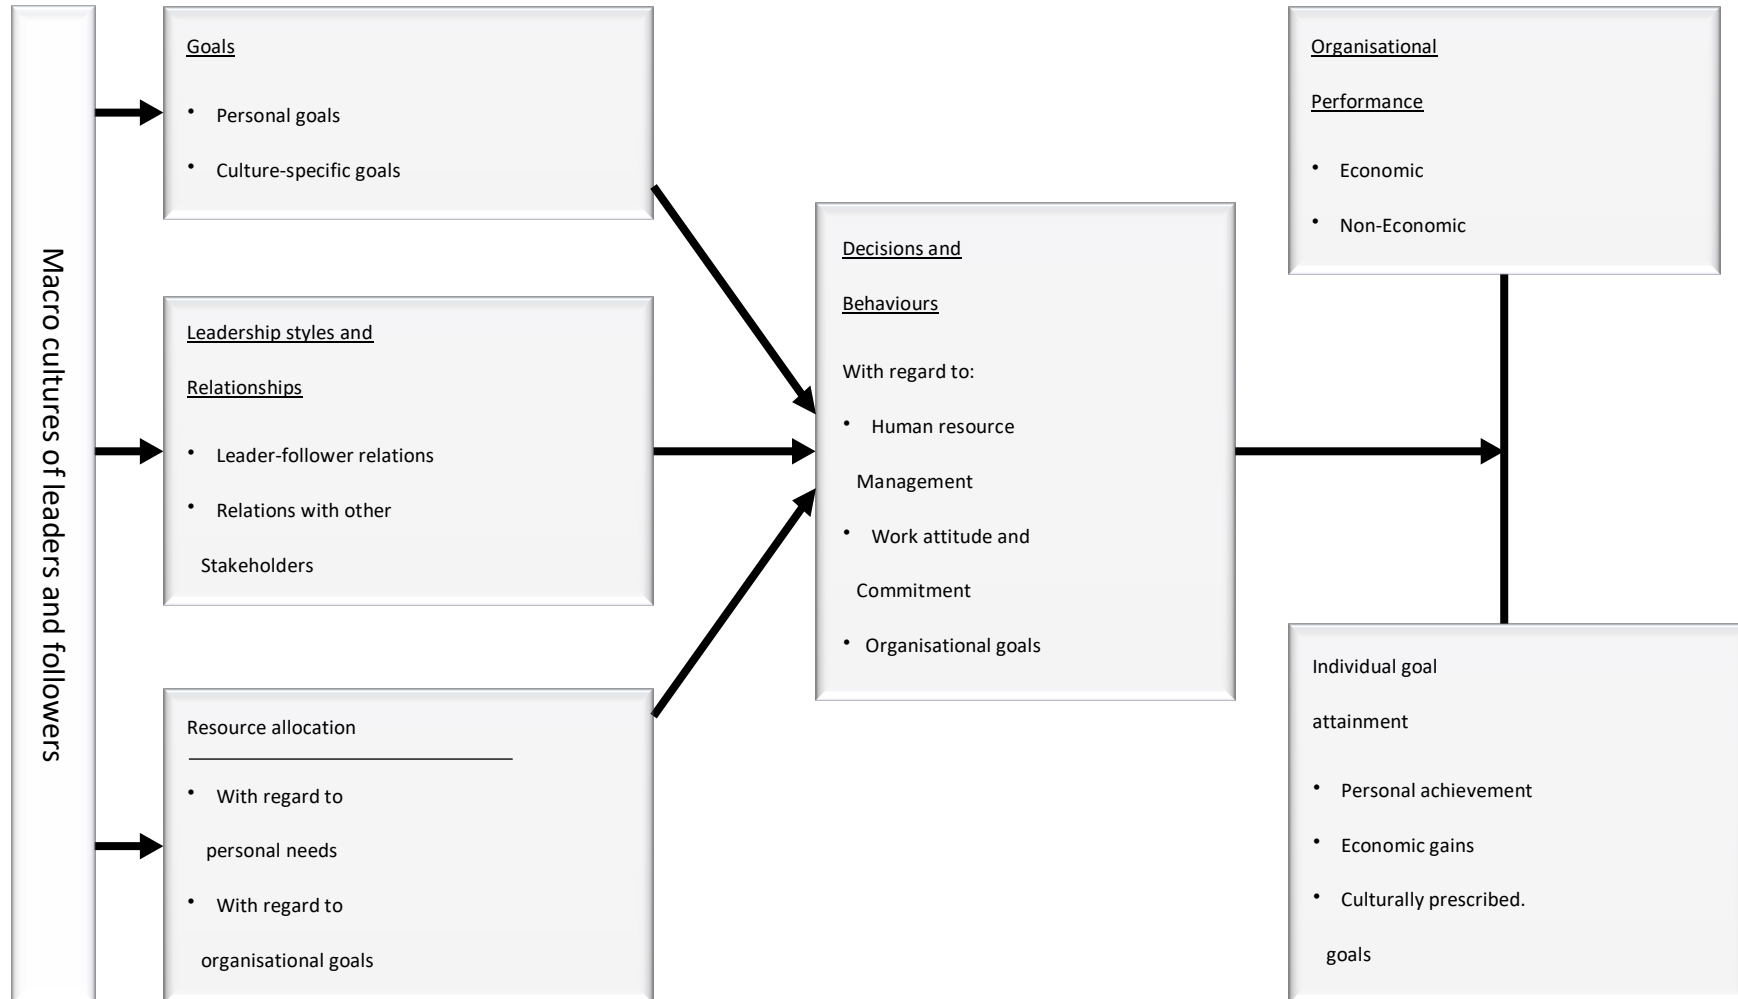 Macro cultures of leaders and followers
Goals
• Personal goals
• Culture-specific goals
Leadership styles and
Relationships
• Leader-follower relations
• Relations with other
Stakeholders
Resource allocation
• With regard to
personal needs
• With regard to
organisational goals
Decisions and
Behaviours
With regard to:
• Human resource
Management
• Work attitude and
Commitment
• Organisational goals
Organisational
Performance
• Economic
• Non-Economic
Individual goal
attainment
• Personal achievement
• Economic gains
• Culturally prescribed.
goals